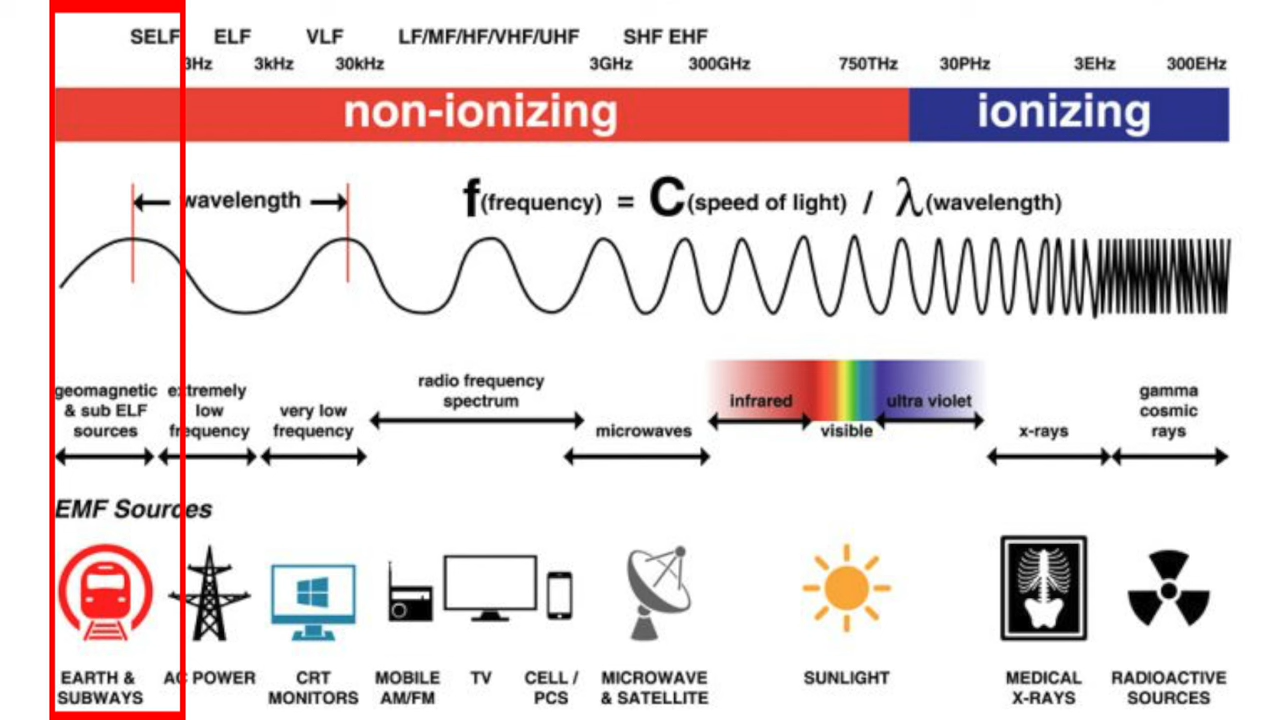 SELF ELF VLF LF/MF/HF/VHF/UHF SHF EHF
3Hz 3kHz 30kHz 3GHz 300GHz 750THz 30PHz 3EHz 300EHz
non-ionizing ionizing
wavelength
f(frequency) = C(speed of light) / λ(wavelength)
geomagnetic
& sub ELF
sources
extremely
low
frequency
very low
frequency
radio frequency
spectrum
microwaves
infrared
visible
ultra violet
x-rays
gamma
cosmic
rays
EMF Sources
EARTH &
SUBWAYS
AC POWER
CRT
MONITORS
MOBILE
AM/FM
TV
CELL /
PCS
MICROWAVE
& SATELLITE
SUNLIGHT
MEDICAL
X-RAYS
RADIOACTIVE
SOURCES